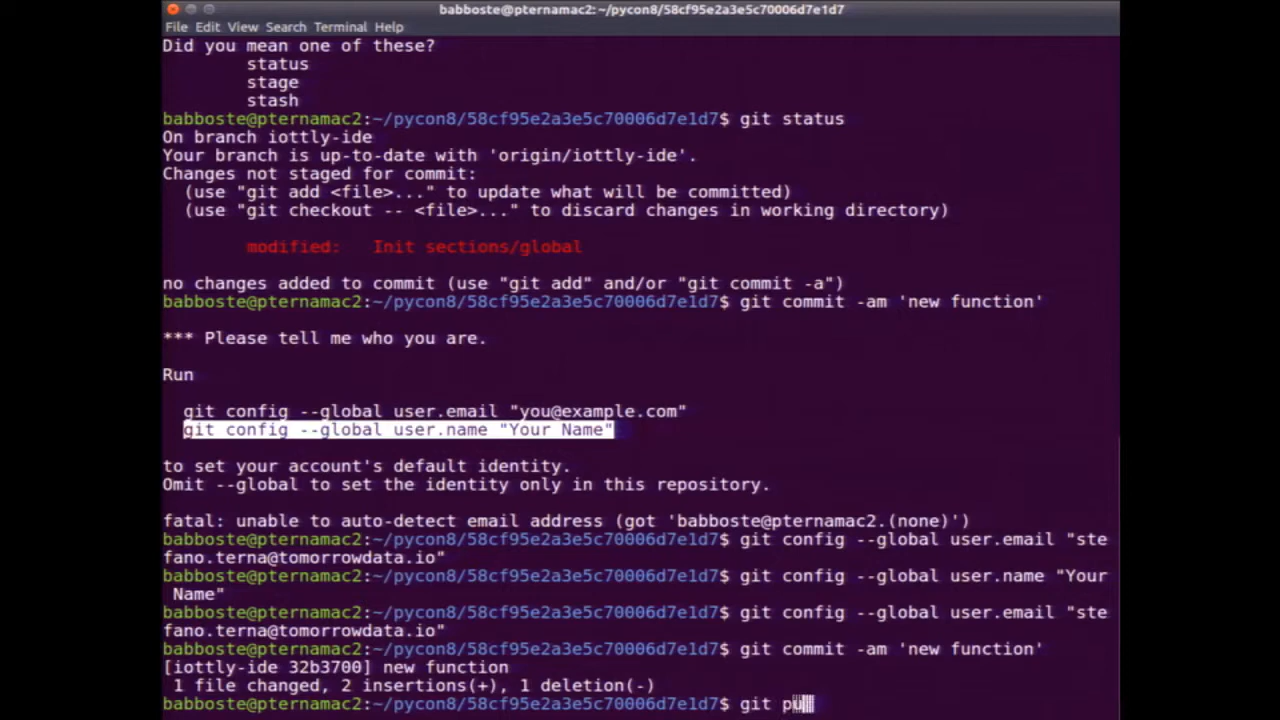 babboste@pternamac2:~/pycon8/58cf95e2a3e5c70006d7e1d7
File Edit View Search Terminal Help
Did you mean one of these?
status
stage
stash
babboste@pternamac2:~/pycon8/58cf95e2a3e5c70006d7e1d7$ git status
On branch iottly-ide
Your branch is up-to-date with 'origin/iottly-ide'.
Changes not staged for commit:
(use "git add <file>..." to update what will be committed)
(use "git checkout -- <file>..." to discard changes in working directory)
modified: Init sections/global
no changes added to commit (use "git add" and/or "git commit -a")
babboste@pternamac2:~/pycon8/58cf95e2a3e5c70006d7e1d7$ git commit -am 'new function'
*** Please tell me who you are.
Run
git config --global user.email "you@example.com"
git config --global user.name "Your Name"
to set your account's default identity.
Omit --global to set the identity only in this repository.
fatal: unable to auto-detect email address (got 'babboste@pternamac2.(none)')
babboste@pternamac2:~/pycon8/58cf95e2a3e5c70006d7e1d7$ git config --global user.email "ste
fano.terna@tomorrowdata.io"
babboste@pternamac2:~/pycon8/58cf95e2a3e5c70006d7e1d7$ git config --global user.name "Your
Name"
babboste@pternamac2:~/pycon8/58cf95e2a3e5c70006d7e1d7$ git config --global user.email "ste
fano.terna@tomorrowdata.io"
babboste@pternamac2:~/pycon8/58cf95e2a3e5c70006d7e1d7$ git commit -am 'new function'
[iottly-ide 32b3700] new function
1 file changed, 2 insertions(+), 1 deletion(-)
babboste@pternamac2:~/pycon8/58cf95e2a3e5c70006d7e1d7$ git pu